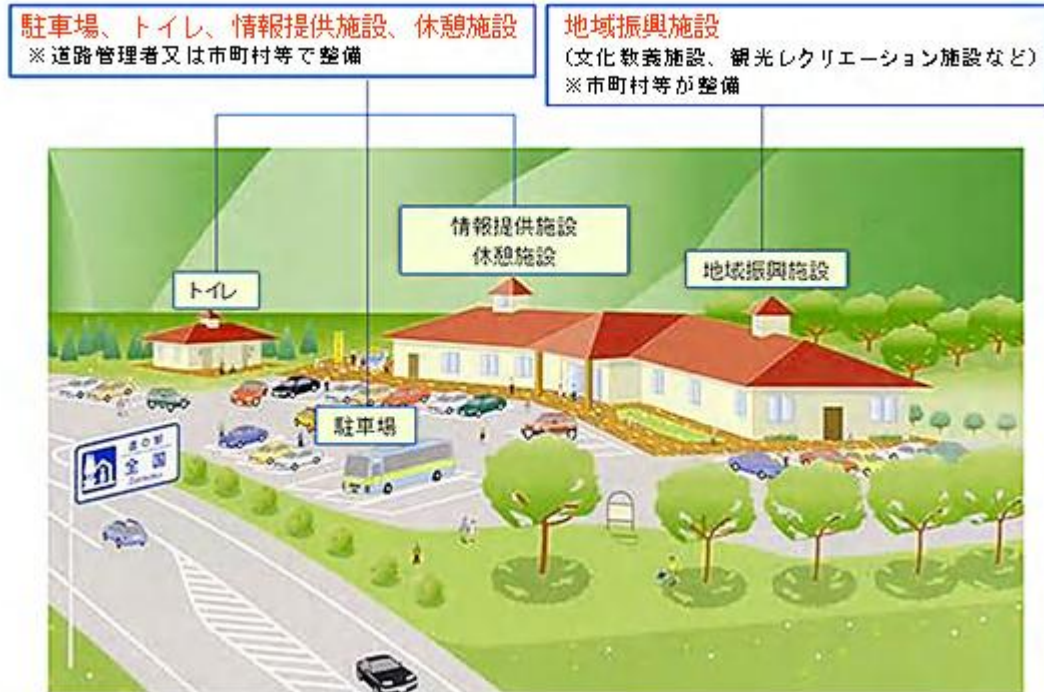 駐車場、トイレ、情報提供施設、休憩施設
※道路管理者又は市町村等で整備
地域振興施設
(文化教養施設、観光レクリエーション施設など)
※市町村等が整備
情報提供施設
休憩施設
地域振興施設
トイレ
駐車場
道の駅
全国